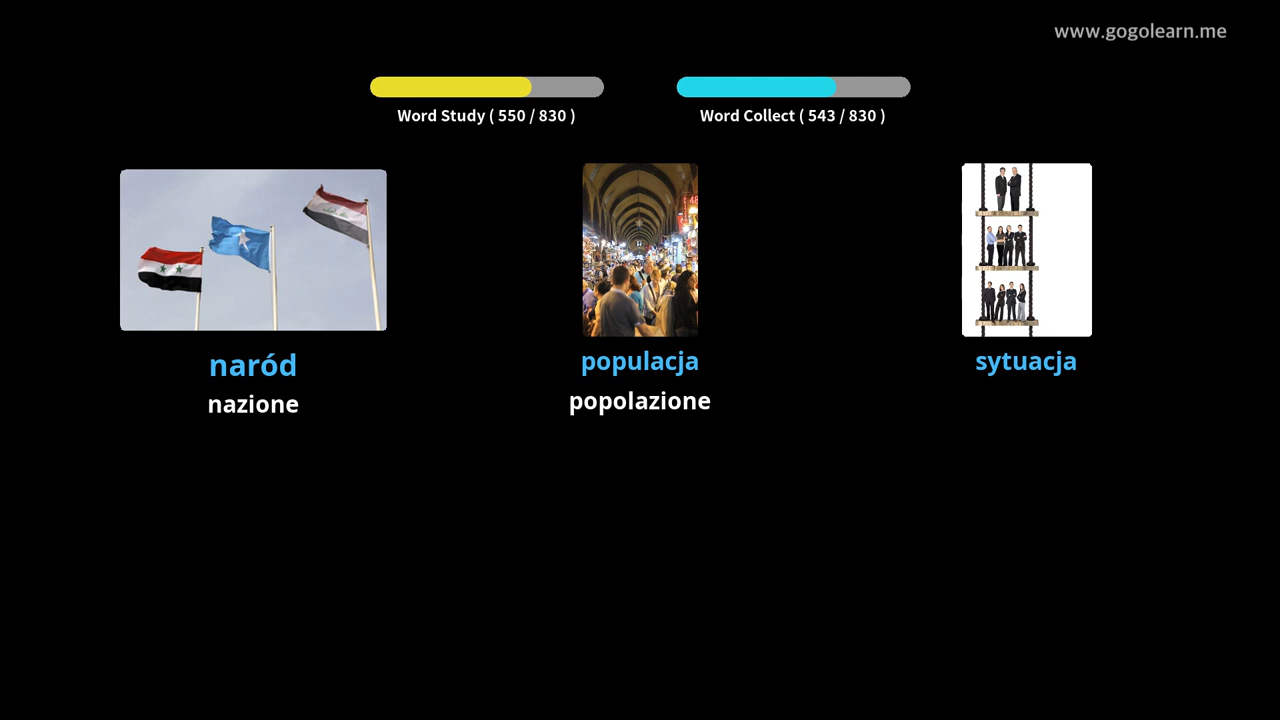 www.gogolearn.me
Word Study ( 550 / 830 )
Word Collect ( 543 / 830 )
naród
populacja
sytuacja
nazione
popolazione